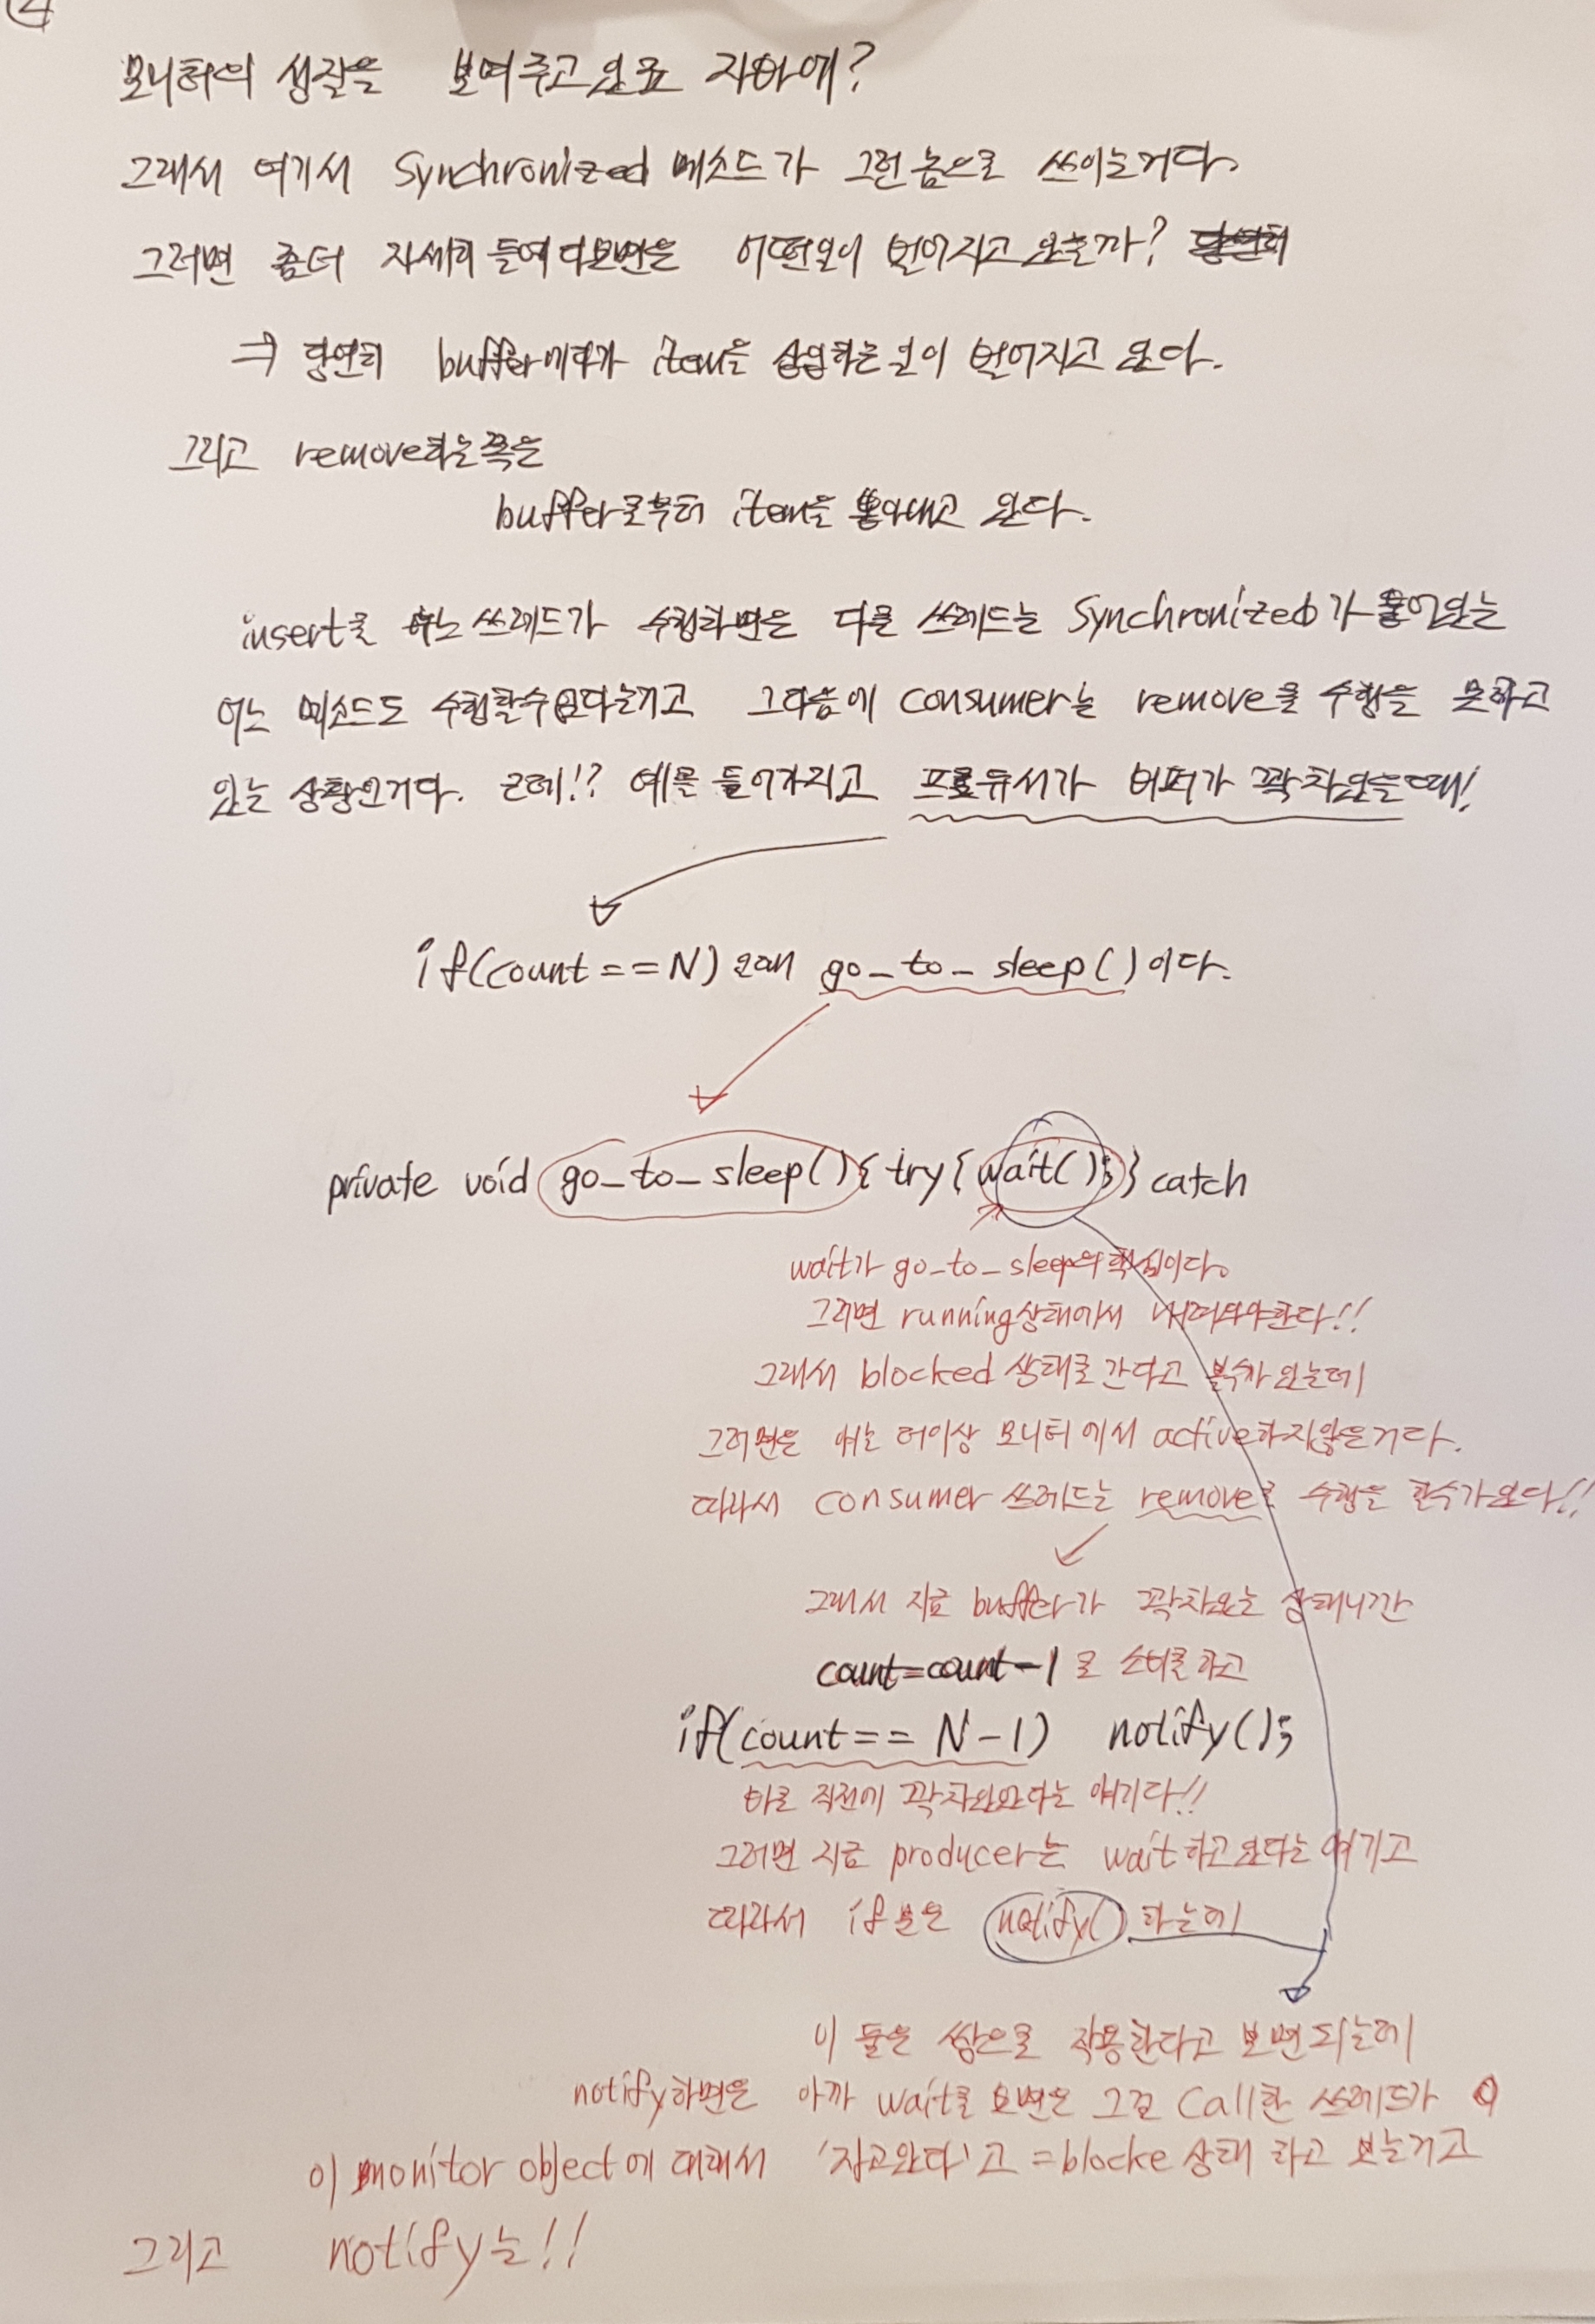 모니터의 성질을 보여주고있죠 자바에?
그래서 여기서 Synchronized 메소드가 그런놈으로 쓰이는거다.
그러면 좀더 자세히 들여다보면은 어떤일이 벌어지고 있는까? 당연히
⇒ 당연히 buffer에다가 item을 삽입하는 일이 벌어지고 있다.
그리고 remove하는쪽은
buffer로부터 item을 뽑아내고 있다.
insert를 어느 쓰레드가 수행하면은 다른 쓰레드는 Synchronized가 붙어있는
어느 메소드도 수행할수없다는거고 그다음에 consumer는 remove를 수행을 못하고
있는 상황인거다. 근데!? 예를 들어가지고 프로듀서가 버퍼가 꽉차있을때!
if(count==N)일때 go_to_sleep()이다.
private void go_to_sleep(){try{wait();}catch
wait가 go_to_sleep의 핵심이다.
그러면 running상태에서 내려와야한다!!
그래서 blocked 상태로 간다고 볼수가 있는데
그러면은 얘는 더이상 모니터에서 active하지않은거다.
따라서 consumer 쓰레드는 remove를 수행을 할수가있다!!
그래서 지금 buffer가 꽉차있는 상태니깐
count=count-1로 소비를하고
if(count== N-1) notify();
바로 직전에 꽉차있었다는 얘기다!!
그러면 지금 producer는 wait하고있다는 얘기고
따라서 if문은 notify() 하는데
이 둘은 쌍으로 작용한다고 보면되는데
notify하면은 아까 wait를 보면은 그걸 Call한 쓰레드가
이 monitor object에 대해서 '자고있다'고 =blocke 상태 라고 보는거고
그리고 notify는!!